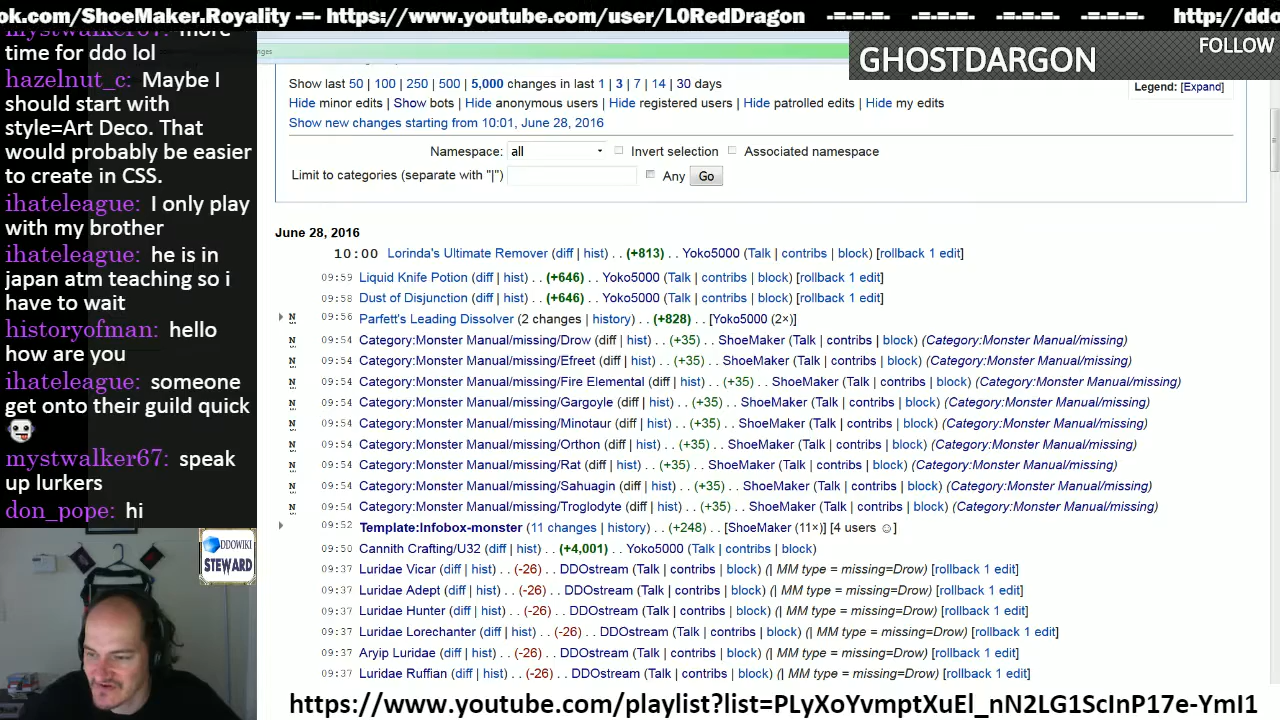 ok.com/ShoeMaker.Royality -=- https://www.youtube.com/user/L0RedDragon -=-=-=- -=-=-=- -=-=-=- -=-=-=- http://ddo
mystwalker67: more
time for ddo lol
hazelnut_c: Maybe I
should start with
style=Art Deco. That
would probably be easier
to create in CSS.
ihateleague: I only play
with my brother
ihateleague: he is in
japan atm teaching so i
have to wait
historyofman: hello
how are you
ihateleague: someone
get onto their guild quick
mystwalker67: speak
up lurkers
don_pope: hi
DDOWIKI
STEWARD
GHOSTDARGON
FOLLOW
Show last 50 | 100 | 250 | 500 | 5,000 changes in last 1 | 3 | 7 | 14 | 30 days
Legend: [Expand]
Hide minor edits | Show bots | Hide anonymous users | Hide registered users | Hide patrolled edits | Hide my edits
Show new changes starting from 10:01, June 28, 2016
Namespace: all Invert selection Associated namespace
Limit to categories (separate with "|") Any Go
June 28, 2016
10:00 Lorinda's Ultimate Remover (diff | hist) . . (+813) . . Yoko5000 (Talk | contribs | block) [rollback 1 edit]
09:59 Liquid Knife Potion (diff | hist) . . (+646) . . Yoko5000 (Talk | contribs | block) [rollback 1 edit]
09:58 Dust of Disjunction (diff | hist) . . (+646) . . Yoko5000 (Talk | contribs | block) [rollback 1 edit]
N 09:56 Parfett's Leading Dissolver (2 changes | history) . . (+828) . . [Yoko5000 (2×)]
N 09:54 Category:Monster Manual/missing/Drow (diff | hist) . . (+35) . . ShoeMaker (Talk | contribs | block) (Category:Monster Manual/missing)
N 09:54 Category:Monster Manual/missing/Efreet (diff | hist) . . (+35) . . ShoeMaker (Talk | contribs | block) (Category:Monster Manual/missing)
N 09:54 Category:Monster Manual/missing/Fire Elemental (diff | hist) . . (+35) . . ShoeMaker (Talk | contribs | block) (Category:Monster Manual/missing)
N 09:54 Category:Monster Manual/missing/Gargoyle (diff | hist) . . (+35) . . ShoeMaker (Talk | contribs | block) (Category:Monster Manual/missing)
N 09:54 Category:Monster Manual/missing/Minotaur (diff | hist) . . (+35) . . ShoeMaker (Talk | contribs | block) (Category:Monster Manual/missing)
N 09:54 Category:Monster Manual/missing/Orthon (diff | hist) . . (+35) . . ShoeMaker (Talk | contribs | block) (Category:Monster Manual/missing)
N 09:54 Category:Monster Manual/missing/Rat (diff | hist) . . (+35) . . ShoeMaker (Talk | contribs | block) (Category:Monster Manual/missing)
N 09:54 Category:Monster Manual/missing/Sahuagin (diff | hist) . . (+35) . . ShoeMaker (Talk | contribs | block) (Category:Monster Manual/missing)
N 09:54 Category:Monster Manual/missing/Troglodyte (diff | hist) . . (+35) . . ShoeMaker (Talk | contribs | block) (Category:Monster Manual/missing)
09:52 Template:Infobox-monster (11 changes | history) . . (+248) . . [ShoeMaker (11×)] [4 users ☺]
09:50 Cannith Crafting/U32 (diff | hist) . . (+4,001) . . Yoko5000 (Talk | contribs | block)
09:37 Luridae Vicar (diff | hist) . . (-26) . . DDOstream (Talk | contribs | block) (| MM type = missing=Drow) [rollback 1 edit]
09:37 Luridae Adept (diff | hist) . . (-26) . . DDOstream (Talk | contribs | block) (| MM type = missing=Drow) [rollback 1 edit]
09:37 Luridae Hunter (diff | hist) . . (-26) . . DDOstream (Talk | contribs | block) (| MM type = missing=Drow) [rollback 1 edit]
09:37 Luridae Lorechanter (diff | hist) . . (-26) . . DDOstream (Talk | contribs | block) (| MM type = missing=Drow) [rollback 1 edit]
09:37 Aryip Luridae (diff | hist) . . (-26) . . DDOstream (Talk | contribs | block) (| MM type = missing=Drow) [rollback 1 edit]
09:37 Luridae Ruffian (diff | hist) . . (-26) . . DDOstream (Talk | contribs | block) (| MM type = missing=Drow) [rollback 1 edit]
https://www.youtube.com/playlist?list=PLyXoYvmptXuEl_nN2LG1ScInP17e-YmI1